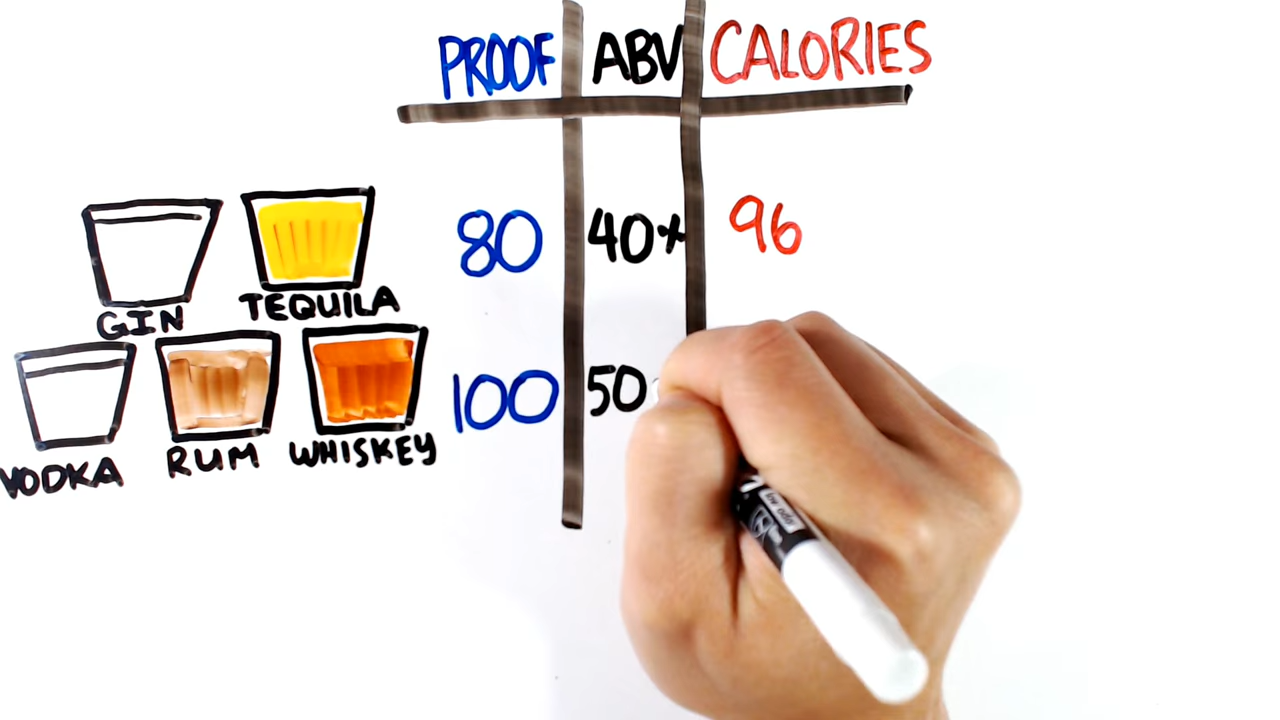 PROOF ABV CALORIES
80 40% 96
GIN TEQUILA
100 50
VODKA RUM WHISKEY